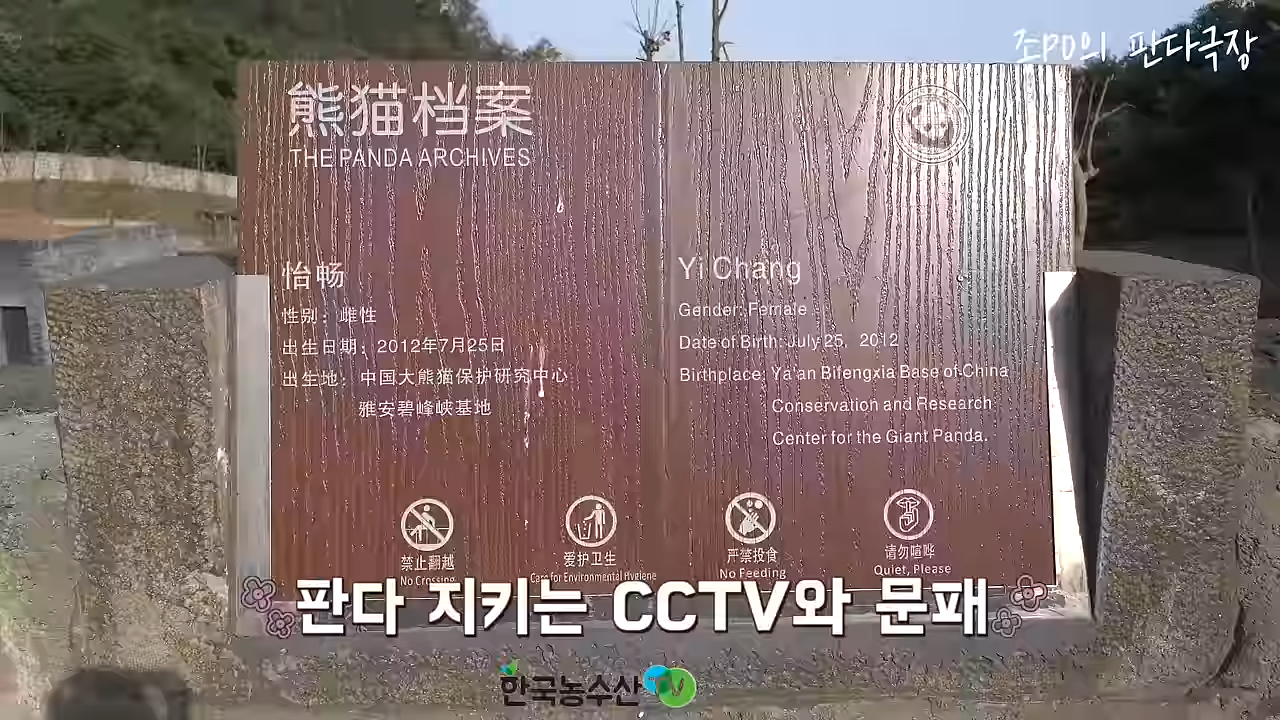 조PD의 판다극장
熊猫档案
THE PANDA ARCHIVES
怡畅
性别：雌性
出生日期：2012年7月25日
出生地：中国大熊猫保护研究中心
雅安碧峰峡基地
Yi Chang
Gender: Female
Date of Birth: July 25, 2012
Birthplace: Ya'an Bifengxia Base of China
Conservation and Research
Center for the Giant Panda.
禁止翻越
No Crossing
爱护卫生
Care for Environmental Hygiene
严禁投食
No Feeding
请勿喧哗
Quiet, Please
판다 지키는 CCTV와 문패
한국농수산TV